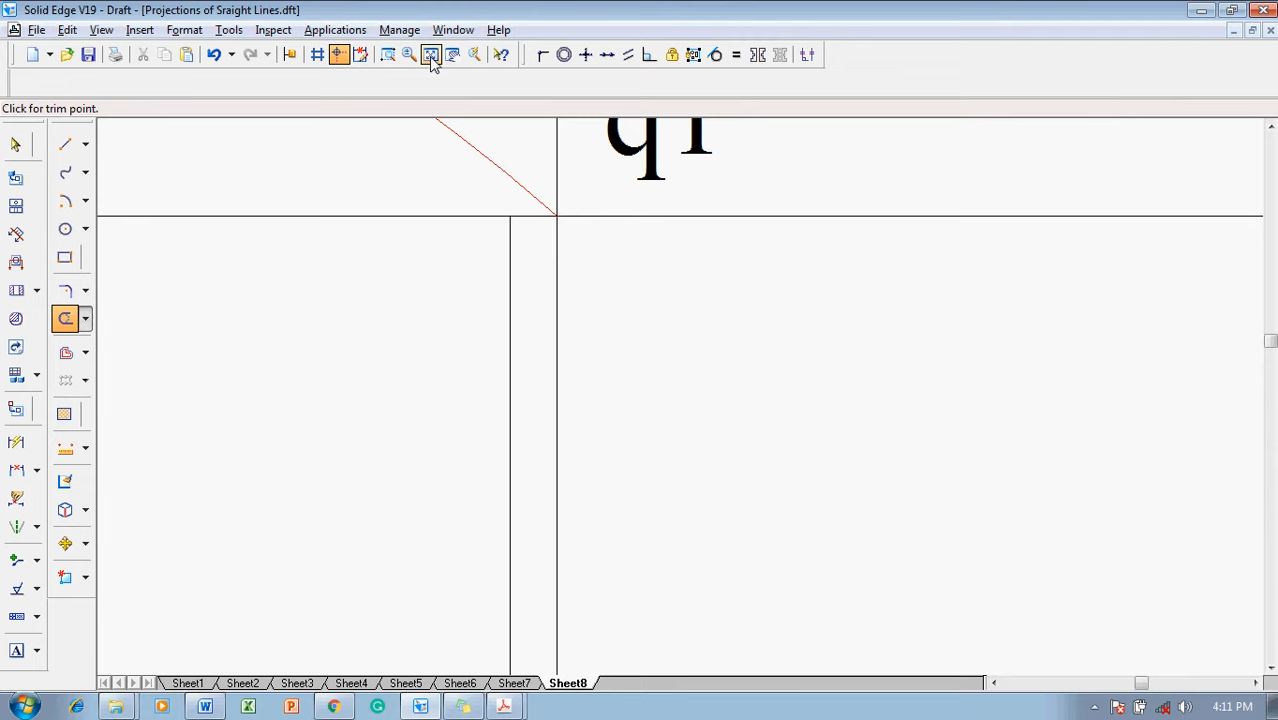 Solid Edge V19 - Draft - [Projections of Sraight Lines.dft]
File Edit View Insert Format Tools Inspect Applications Manage Window Help
Click for trim point.
q1
A
Sheet1 Sheet2 Sheet3 Sheet4 Sheet5 Sheet6 Sheet7 Sheet8
4:11 PM